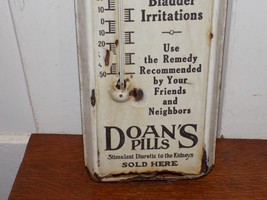 Bladder
Irritations
Use
the Remedy
Recommended
by Your
Friends
and
Neighbors
DOAN'S
PILLS
Stimulant Diuretic to the Kidneys
SOLD HERE